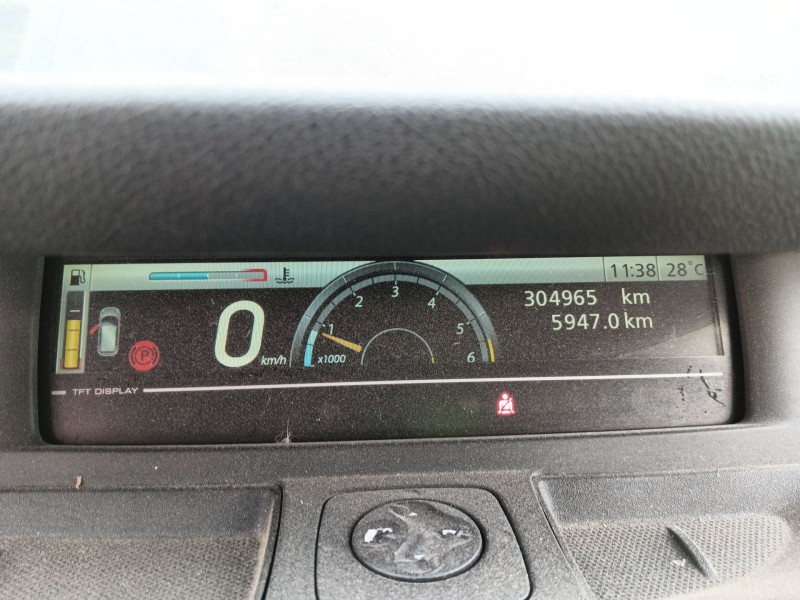 11:38 28°C
304965 km
5947.0 km
0 km/h
1 2 3 4 5 6
x1000
P
TFT DISPLAY